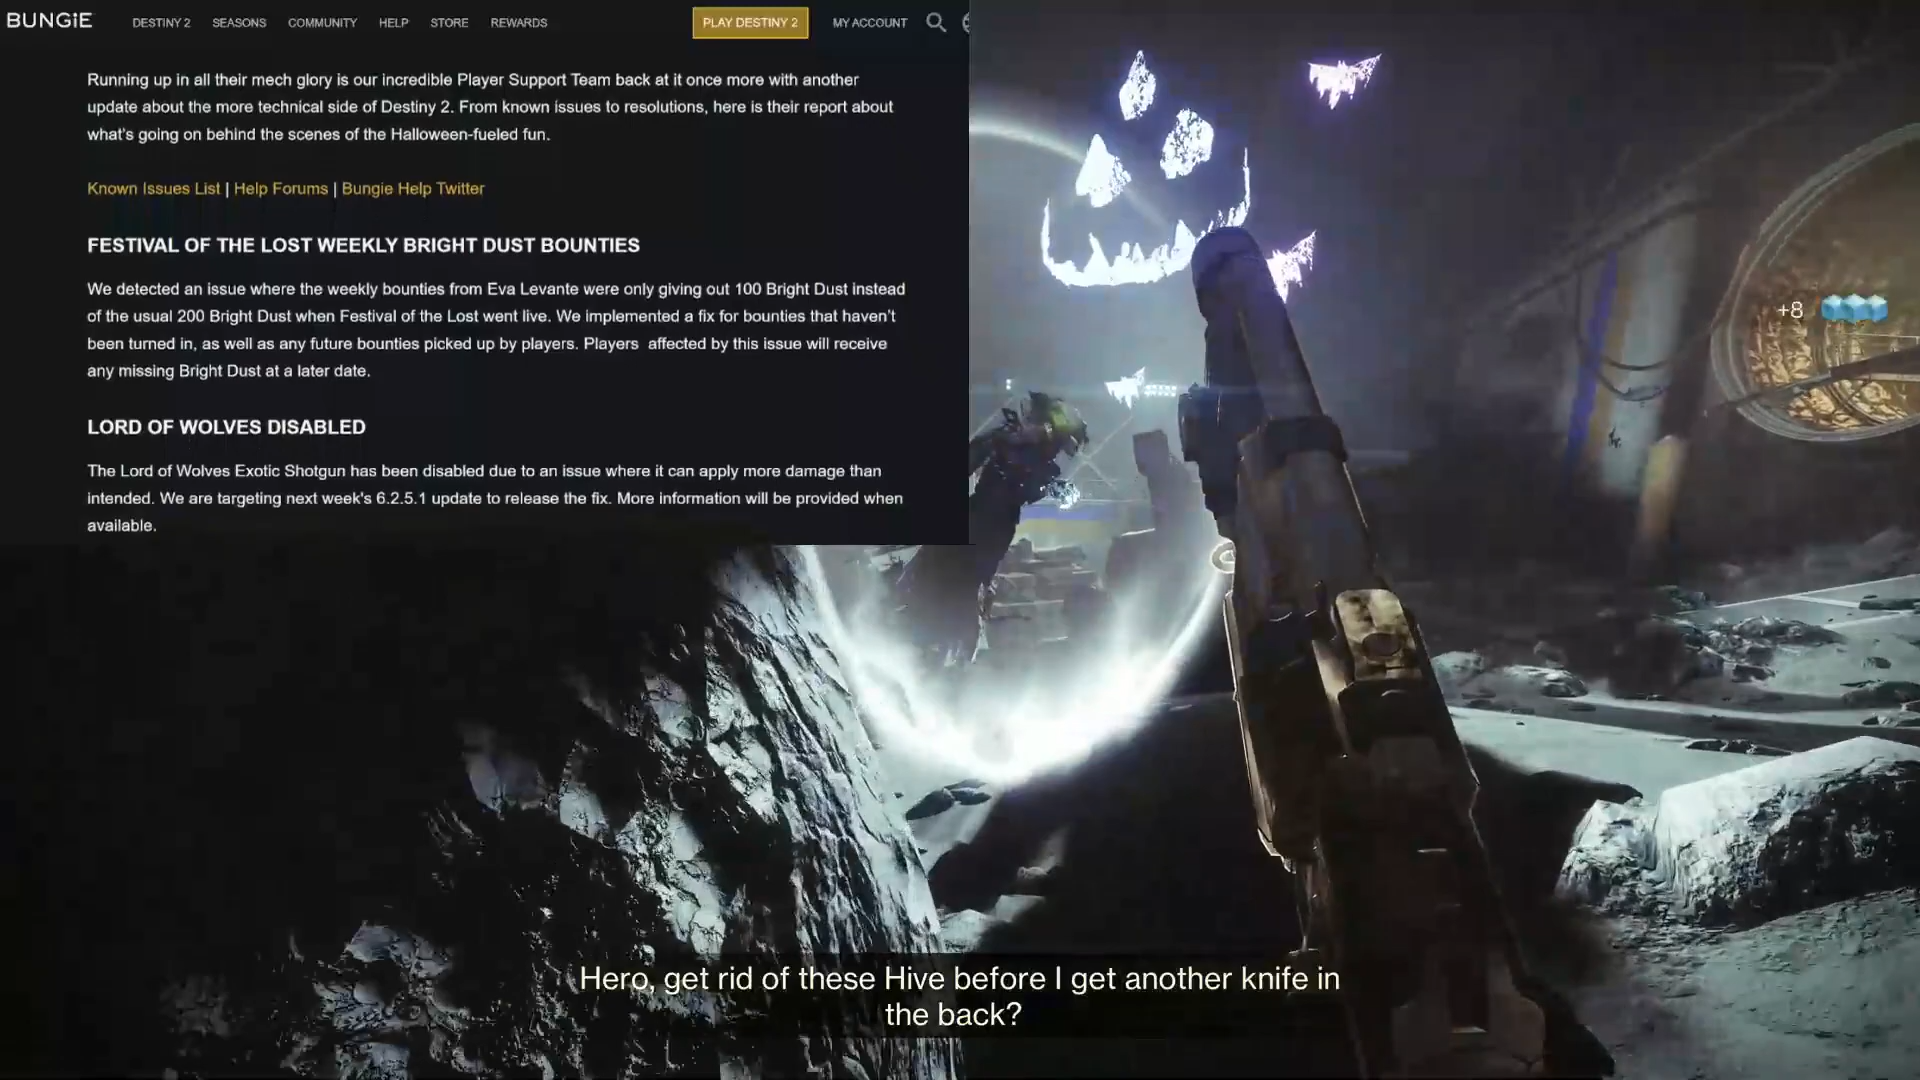 BUNGiE DESTINY 2 SEASONS COMMUNITY HELP STORE REWARDS PLAY DESTINY 2 MY ACCOUNT
Running up in all their mech glory is our incredible Player Support Team back at it once more with another
update about the more technical side of Destiny 2. From known issues to resolutions, here is their report about
what's going on behind the scenes of the Halloween-fueled fun.
Known Issues List | Help Forums | Bungie Help Twitter
FESTIVAL OF THE LOST WEEKLY BRIGHT DUST BOUNTIES
We detected an issue where the weekly bounties from Eva Levante were only giving out 100 Bright Dust instead
of the usual 200 Bright Dust when Festival of the Lost went live. We implemented a fix for bounties that haven't
been turned in, as well as any future bounties picked up by players. Players affected by this issue will receive
any missing Bright Dust at a later date.
LORD OF WOLVES DISABLED
The Lord of Wolves Exotic Shotgun has been disabled due to an issue where it can apply more damage than
intended. We are targeting next week's 6.2.5.1 update to release the fix. More information will be provided when
available.
+8
Hero, get rid of these Hive before I get another knife in
the back?